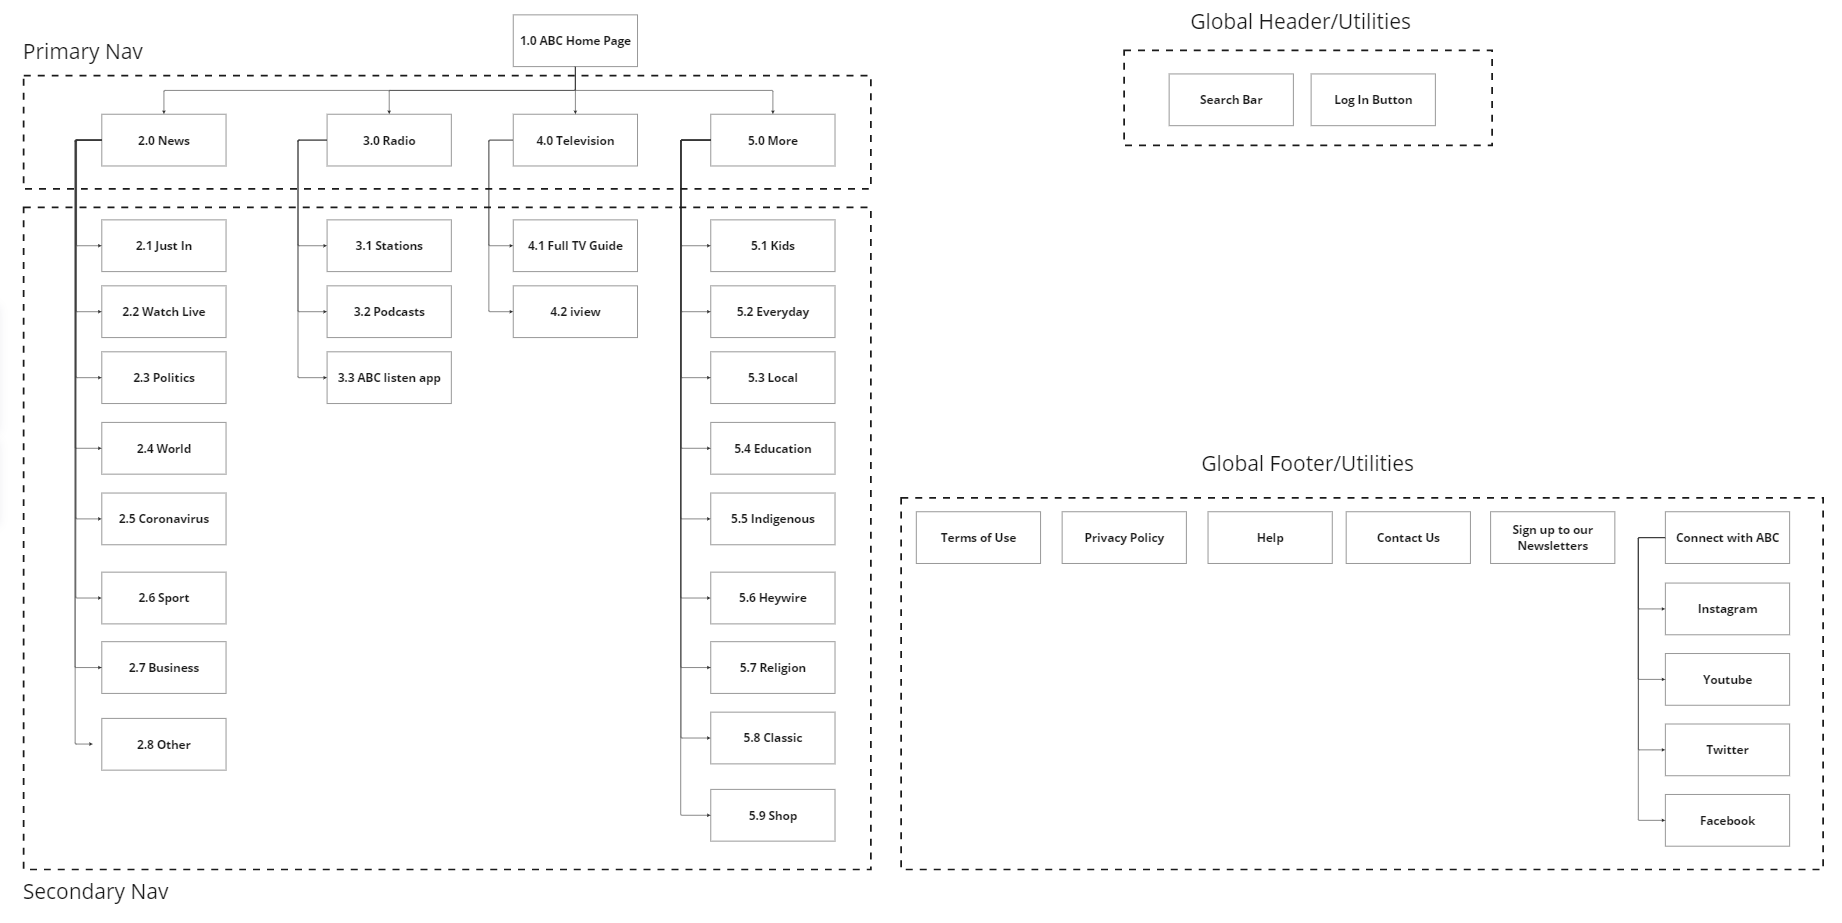 Global Header/Utilities
1.0 ABC Home Page
Primary Nav
Search Bar
Log In Button
2.0 News
3.0 Radio
4.0 Television
5.0 More
2.1 Just In
3.1 Stations
4.1 Full TV Guide
5.1 Kids
2.2 Watch Live
3.2 Podcasts
4.2 iview
5.2 Everyday
2.3 Politics
3.3 ABC listen app
5.3 Local
2.4 World
5.4 Education
2.5 Coronavirus
5.5 Indigenous
2.6 Sport
5.6 Heywire
2.7 Business
5.7 Religion
2.8 Other
5.8 Classic
5.9 Shop
Secondary Nav
Global Footer/Utilities
Terms of Use
Privacy Policy
Help
Contact Us
Sign up to our
Newsletters
Connect with ABC
Instagram
Youtube
Twitter
Facebook